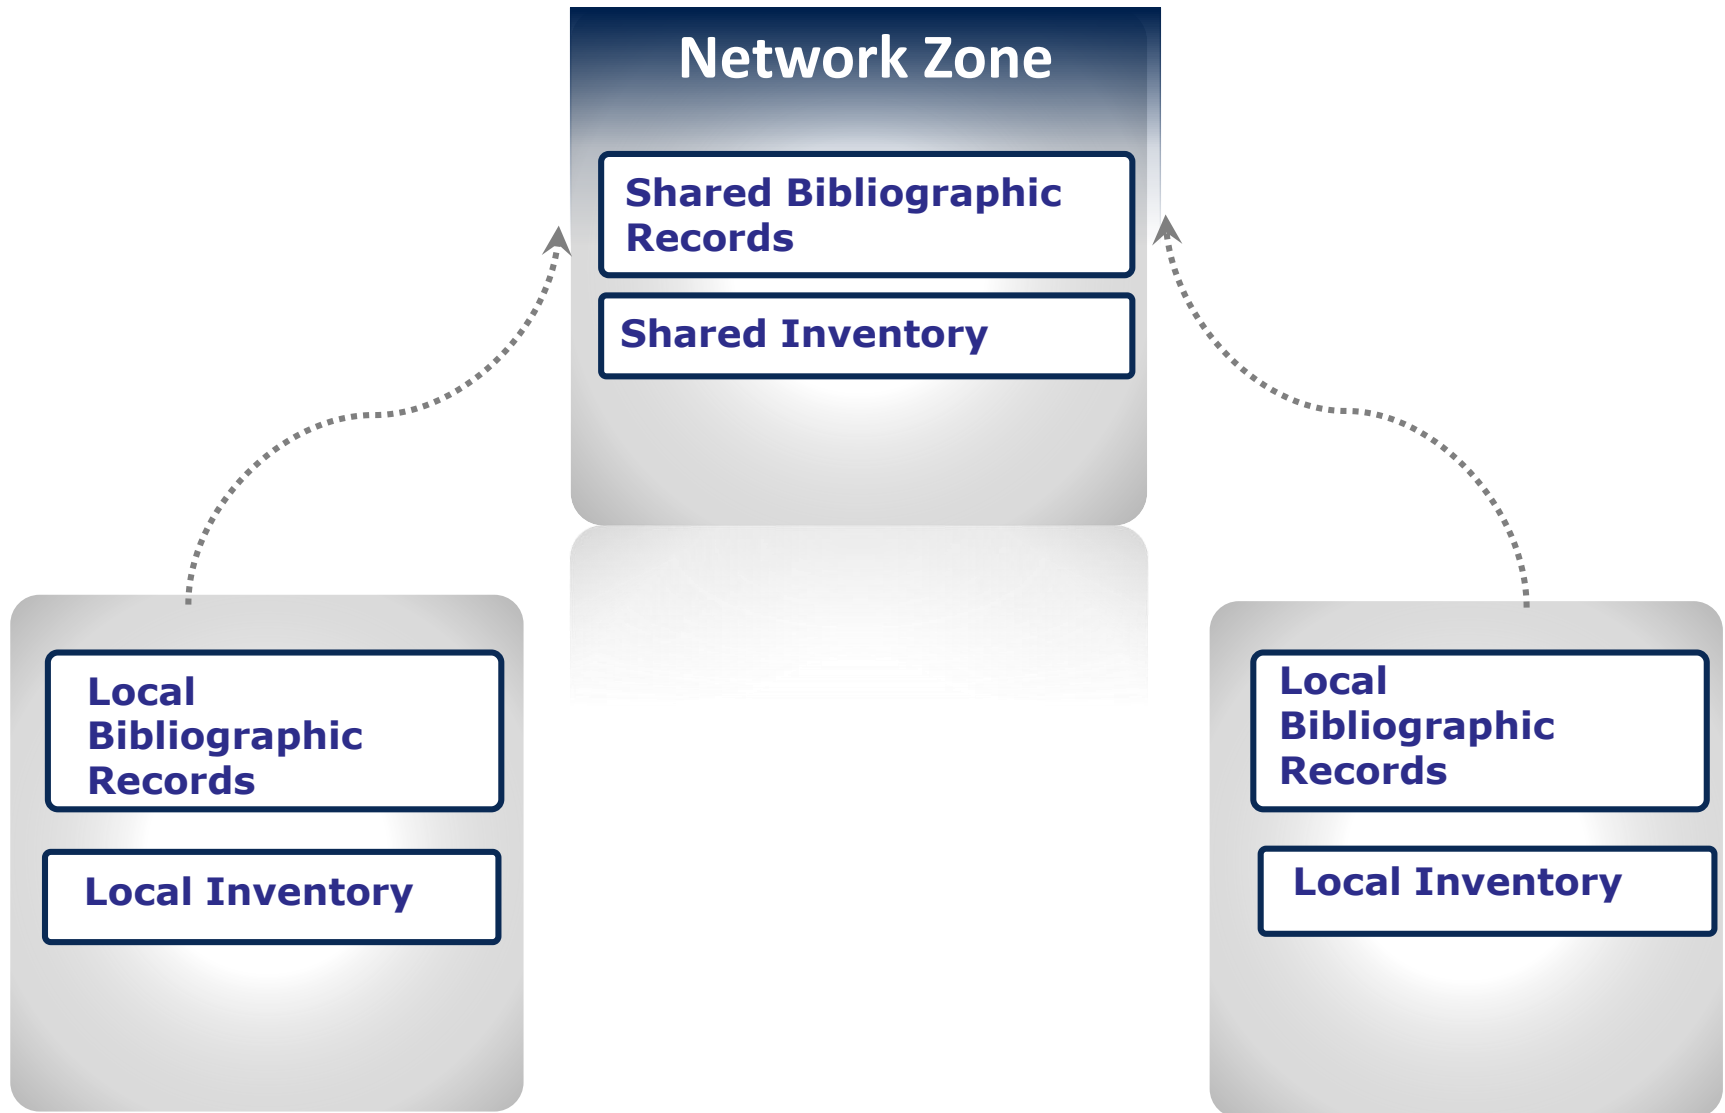 Network Zone
Shared Bibliographic
Records
Shared Inventory
Local
Bibliographic
Records
Local Inventory
Local
Bibliographic
Records
Local Inventory